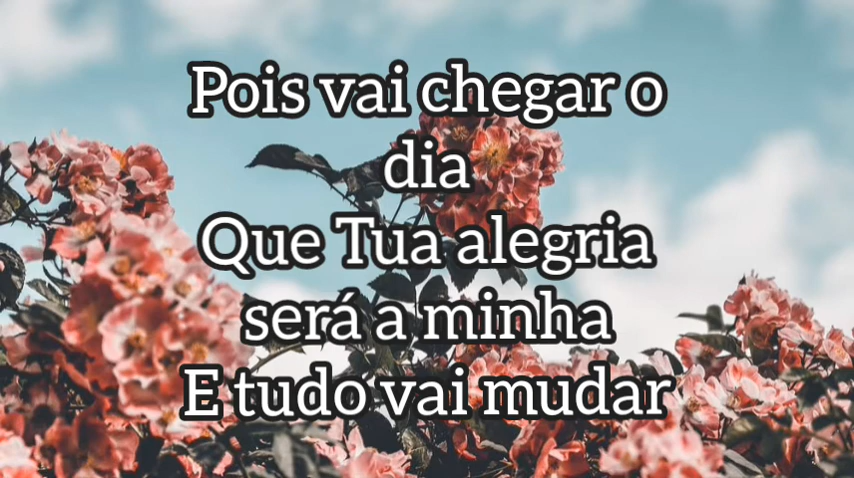 Pois vai chegar o
dia
Que Tua alegria
será a minha
E tudo vai mudar